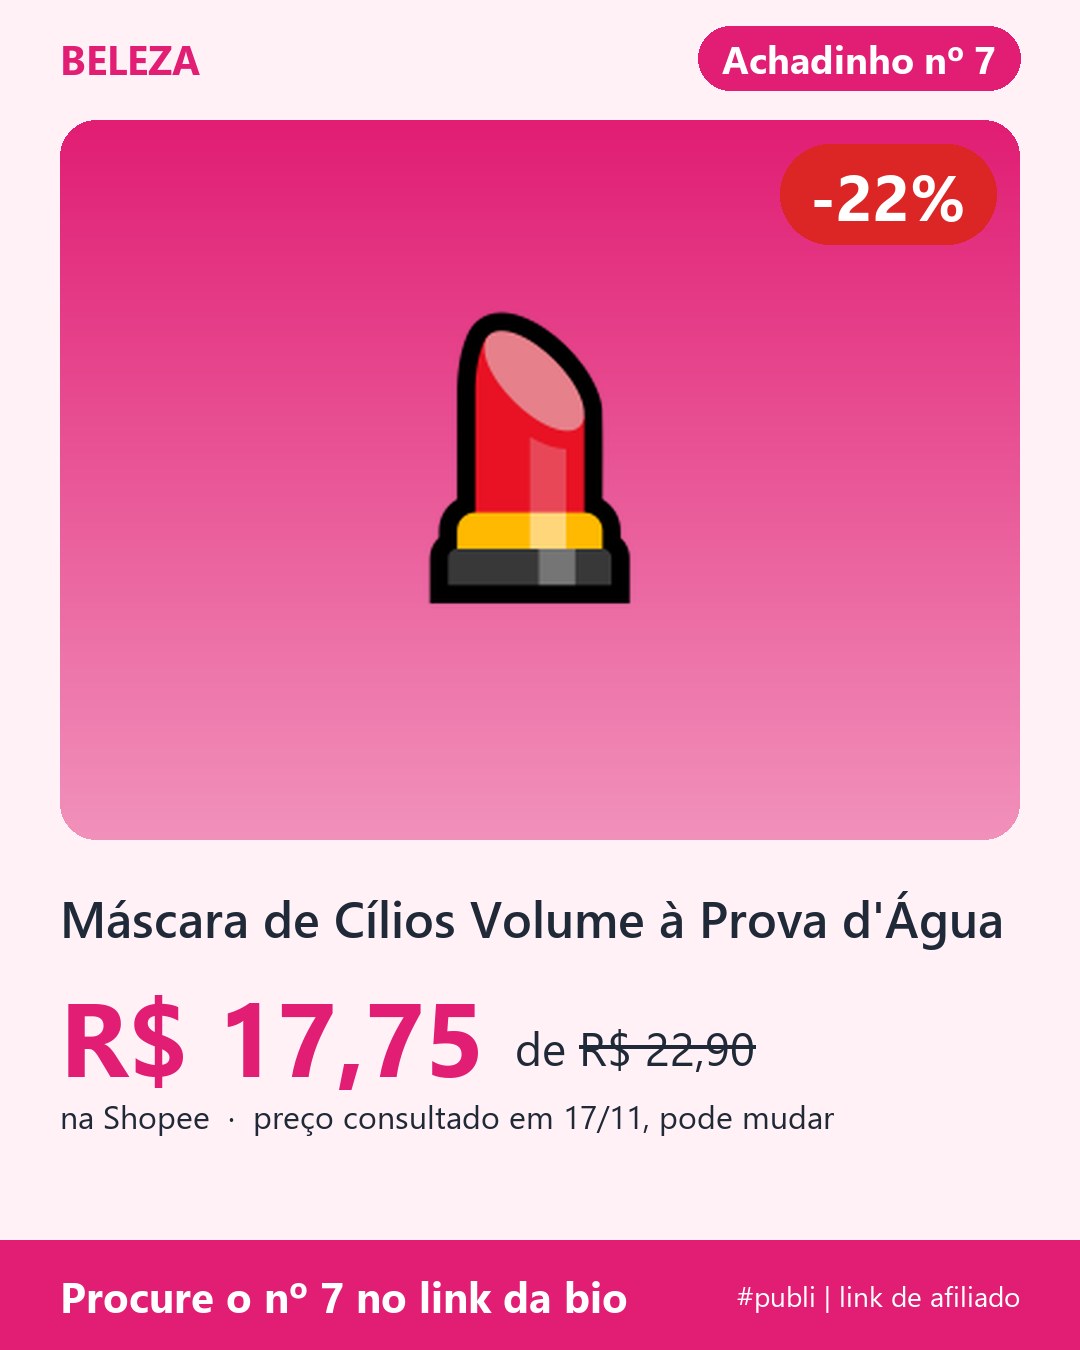 BELEZA
Achadinho nº 7
-22%
Máscara de Cílios Volume à Prova d'Água
R$ 17,75 de R$ 22,90
na Shopee · preço consultado em 17/11, pode mudar
Procure o nº 7 no link da bio
#publi | link de afiliado